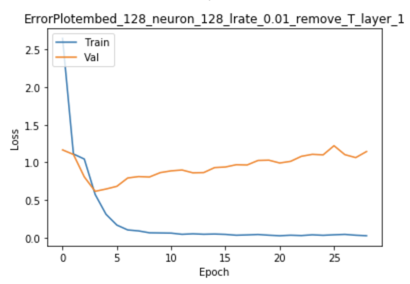 ErrorPlotembed_128_neuron_128_lrate_0.01_remove_T_layer_1
Train
Val
2.5
2.0
1.5
1.0
0.5
0.0
Loss
0 5 10 15 20 25
Epoch